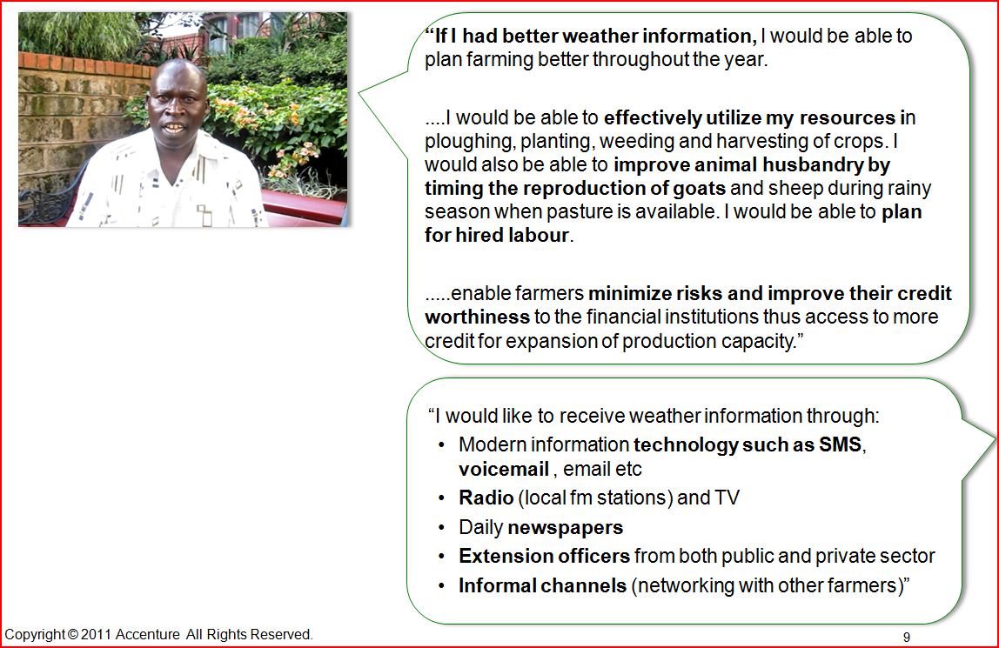 “If I had better weather information, I would be able to
plan farming better throughout the year.
....I would be able to effectively utilize my resources in
ploughing, planting, weeding and harvesting of crops. I
would also be able to improve animal husbandry by
timing the reproduction of goats and sheep during rainy
season when pasture is available. I would be able to plan
for hired labour.
.....enable farmers minimize risks and improve their credit
worthiness to the financial institutions thus access to more
credit for expansion of production capacity.”
“I would like to receive weather information through:
• Modern information technology such as SMS,
voicemail , email etc
• Radio (local fm stations) and TV
• Daily newspapers
• Extension officers from both public and private sector
• Informal channels (networking with other farmers)”
Copyright © 2011 Accenture All Rights Reserved.
9